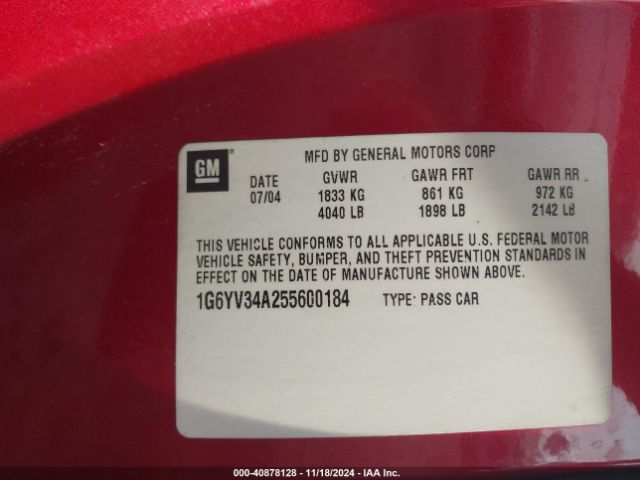 GM
MFD BY GENERAL MOTORS CORP
DATE GVWR GAWR FRT GAWR RR
07/04 1833 KG 861 KG 972 KG
4040 LB 1898 LB 2142 LB
THIS VEHICLE CONFORMS TO ALL APPLICABLE U.S. FEDERAL MOTOR
VEHICLE SAFETY, BUMPER, AND THEFT PREVENTION STANDARDS IN
EFFECT ON THE DATE OF MANUFACTURE SHOWN ABOVE.
1G6YV34A255600184 TYPE: PASS CAR
000-40878128 - 11/18/2024 - IAA Inc.